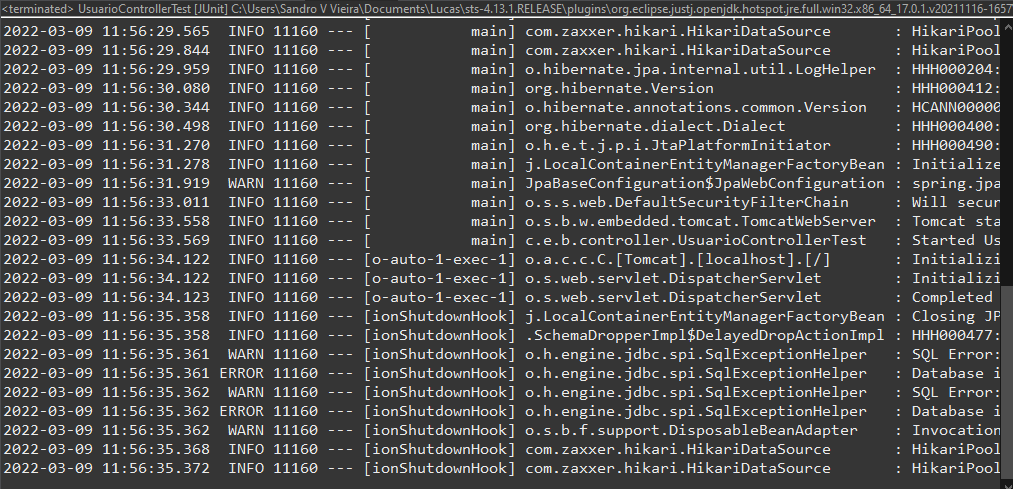 <terminated> UsuarioControllerTest [JUnit] C:\Users\Sandro V Vieira\Documents\Lucas\sts-4.13.1.RELEASE\plugins\org.eclipse.justj.openjdk.hotspot.jre.full.win32.x86_64_17.0.1.v20211116-1657
2022-03-09 11:56:29.565  INFO 11160 --- [           main] com.zaxxer.hikari.HikariDataSource       : HikariPool
2022-03-09 11:56:29.844  INFO 11160 --- [           main] com.zaxxer.hikari.HikariDataSource       : HikariPool
2022-03-09 11:56:29.959  INFO 11160 --- [           main] o.hibernate.jpa.internal.util.LogHelper  : HHH000204:
2022-03-09 11:56:30.080  INFO 11160 --- [           main] org.hibernate.Version                    : HHH000412:
2022-03-09 11:56:30.344  INFO 11160 --- [           main] o.hibernate.annotations.common.Version   : HCANN00000
2022-03-09 11:56:30.498  INFO 11160 --- [           main] org.hibernate.dialect.Dialect            : HHH000400:
2022-03-09 11:56:31.270  INFO 11160 --- [           main] o.h.e.t.j.p.i.JtaPlatformInitiator       : HHH000490:
2022-03-09 11:56:31.278  INFO 11160 --- [           main] j.LocalContainerEntityManagerFactoryBean : Initialize
2022-03-09 11:56:31.919  WARN 11160 --- [           main] JpaBaseConfiguration$JpaWebConfiguration : spring.jpa
2022-03-09 11:56:33.011  INFO 11160 --- [           main] o.s.s.web.DefaultSecurityFilterChain     : Will secur
2022-03-09 11:56:33.558  INFO 11160 --- [           main] o.s.b.w.embedded.tomcat.TomcatWebServer  : Tomcat sta
2022-03-09 11:56:33.569  INFO 11160 --- [           main] c.e.b.controller.UsuarioControllerTest   : Started Us
2022-03-09 11:56:34.122  INFO 11160 --- [o-auto-1-exec-1] o.a.c.c.C.[Tomcat].[localhost].[/]       : Initializi
2022-03-09 11:56:34.122  INFO 11160 --- [o-auto-1-exec-1] o.s.web.servlet.DispatcherServlet        : Initializi
2022-03-09 11:56:34.123  INFO 11160 --- [o-auto-1-exec-1] o.s.web.servlet.DispatcherServlet        : Completed
2022-03-09 11:56:35.358  INFO 11160 --- [ionShutdownHook] j.LocalContainerEntityManagerFactoryBean : Closing JP
2022-03-09 11:56:35.358  INFO 11160 --- [ionShutdownHook] .SchemaDropperImpl$DelayedDropActionImpl : HHH000477:
2022-03-09 11:56:35.361  WARN 11160 --- [ionShutdownHook] o.h.engine.jdbc.spi.SqlExceptionHelper   : SQL Error:
2022-03-09 11:56:35.361 ERROR 11160 --- [ionShutdownHook] o.h.engine.jdbc.spi.SqlExceptionHelper   : Database i
2022-03-09 11:56:35.362  WARN 11160 --- [ionShutdownHook] o.h.engine.jdbc.spi.SqlExceptionHelper   : SQL Error:
2022-03-09 11:56:35.362 ERROR 11160 --- [ionShutdownHook] o.h.engine.jdbc.spi.SqlExceptionHelper   : Database i
2022-03-09 11:56:35.362  WARN 11160 --- [ionShutdownHook] o.s.b.f.support.DisposableBeanAdapter    : Invocation
2022-03-09 11:56:35.368  INFO 11160 --- [ionShutdownHook] com.zaxxer.hikari.HikariDataSource       : HikariPool
2022-03-09 11:56:35.372  INFO 11160 --- [ionShutdownHook] com.zaxxer.hikari.HikariDataSource       : HikariPool